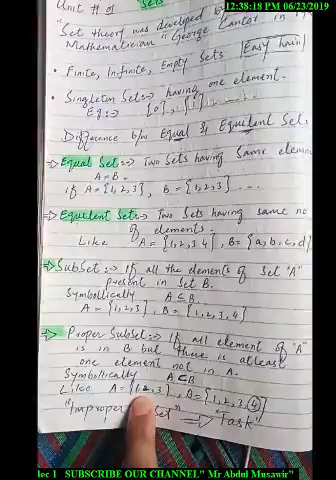 Unit # 01 Sets
12:38:18 PM 06/23/2019
"Set theory was developed by
Mathematician "George Cantor in
• Finite, Infinite, Empty Sets Easy hain
• Singleton Sets:-> having one element.
Eg:-> {0}, {1} ........
Difference b/w Equal & Equivlent Sets
=> Equal Set:-> Two Sets having Same elemen
A = B.
if A = {1,2,3}, B = {1,2,3} ....
=> Equivlent Set:-> Two Sets having same no
of elements.
Like A = {1,2,3 4}, B = {a,b,c,d}
=> SubSet:-> If all the elements of Set "A"
present in Set B.
Symbollically A ⊆ B
A = {1,2,3}, B = {1,2,3,4}
=> Proper SubSet:-> If all element of "A"
is in B but there is atleast
one element not in A.
Symbollically A ⊂ B
Like A = {1,2,3}, B = {1,2,3,4}
"Improper Set" => "Task"
lec 1 SUBSCRIBE OUR CHANNEL" Mr Abdul Musawir"